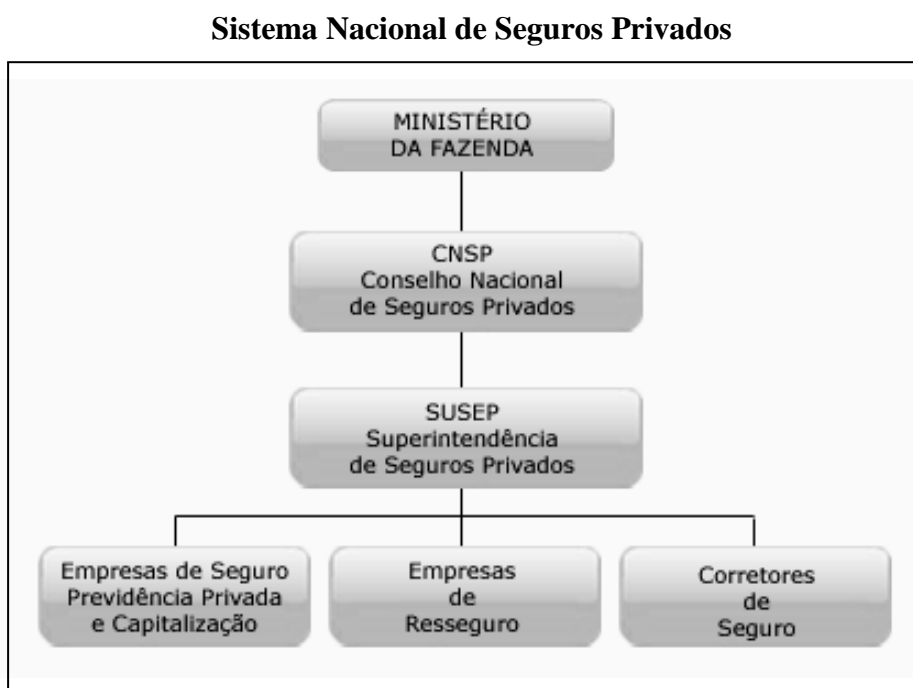 Sistema Nacional de Seguros Privados
MINISTÉRIO
DA FAZENDA
CNSP
Conselho Nacional
de Seguros Privados
SUSEP
Superintendência
de Seguros Privados
Empresas de Seguro
Previdência Privada
e Capitalização
Empresas
de
Resseguro
Corretores
de
Seguro